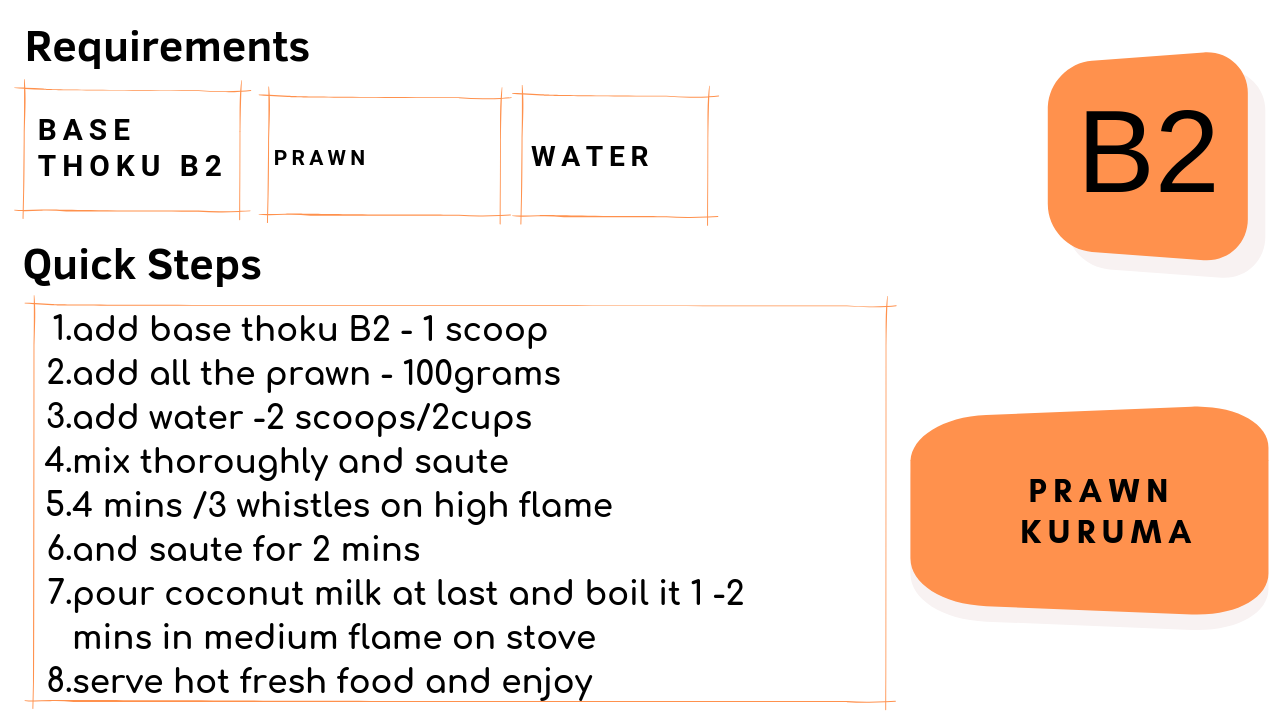 Requirements
BASE
THOKU B2
PRAWN
WATER
B2
Quick Steps
1.add base thoku B2 - 1 scoop
2.add all the prawn - 100grams
3.add water -2 scoops/2cups
4.mix thoroughly and saute
5.4 mins /3 whistles on high flame
6.and saute for 2 mins
7.pour coconut milk at last and boil it 1 -2
mins in medium flame on stove
8.serve hot fresh food and enjoy
PRAWN
KURUMA